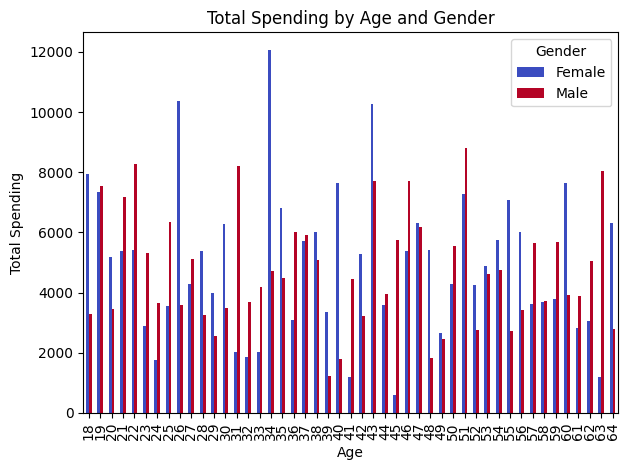 Total Spending by Age and Gender
Gender
Female
Male
Total Spending
12000
10000
8000
6000
4000
2000
0
18 19 20 21 22 23 24 25 26 27 28 29 30 31 32 33 34 35 36 37 38 39 40 41 42 43 44 45 46 47 48 49 50 51 52 53 54 55 56 57 58 59 60 61 62 63 64
Age